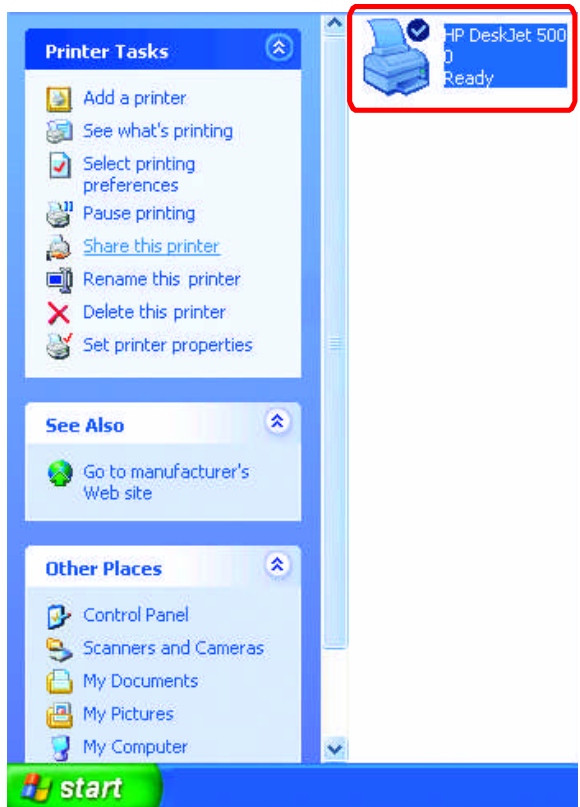 Printer Tasks
Add a printer
See what's printing
Select printing
preferences
Pause printing
Share this printer
Rename this printer
Delete this printer
Set printer properties
See Also
Go to manufacturer's
Web site
Other Places
Control Panel
Scanners and Cameras
My Documents
My Pictures
My Computer
HP DeskJet 500
0
Ready
start